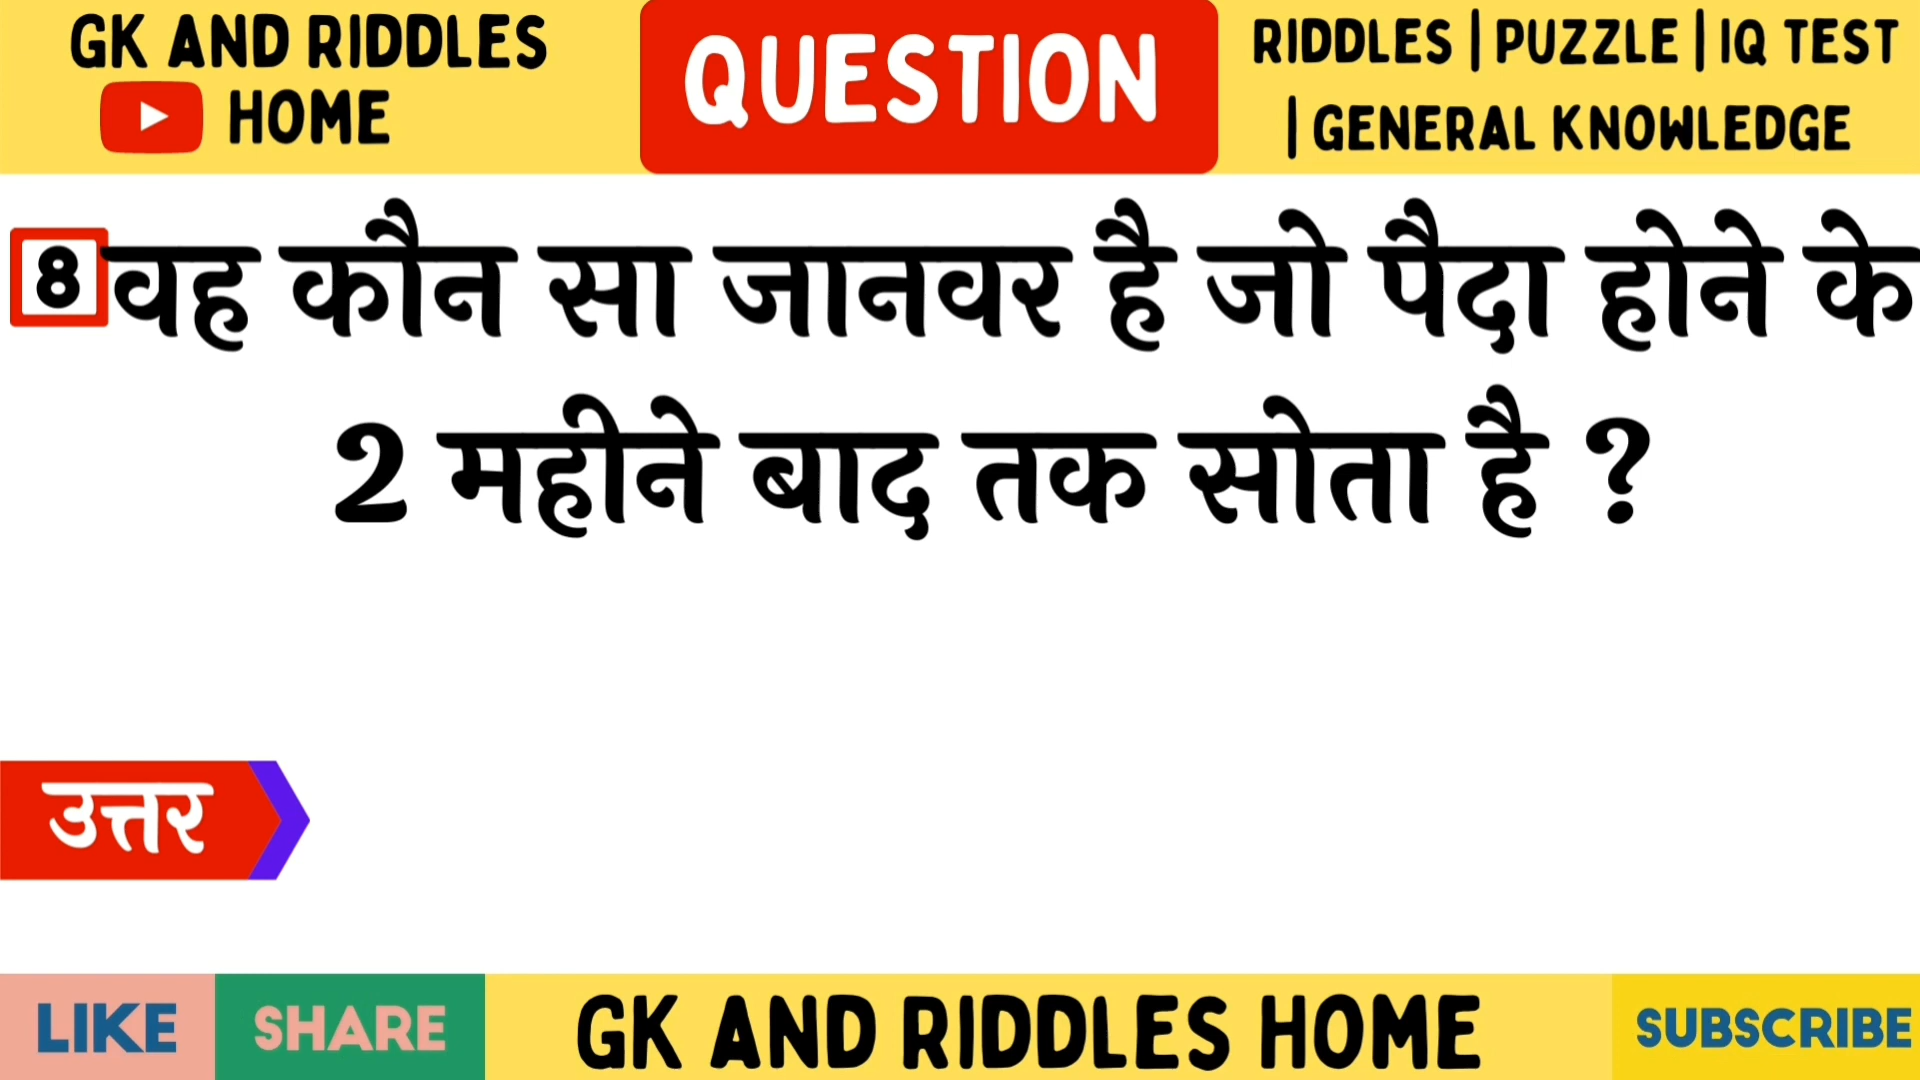 GK AND RIDDLES
HOME
QUESTION
RIDDLES | PUZZLE | IQ TEST
| GENERAL KNOWLEDGE
8 वह कौन सा जानवर है जो पैदा होने के
2 महीने बाद तक सोता है ?
उत्तर
LIKE
SHARE
GK AND RIDDLES HOME
SUBSCRIBE